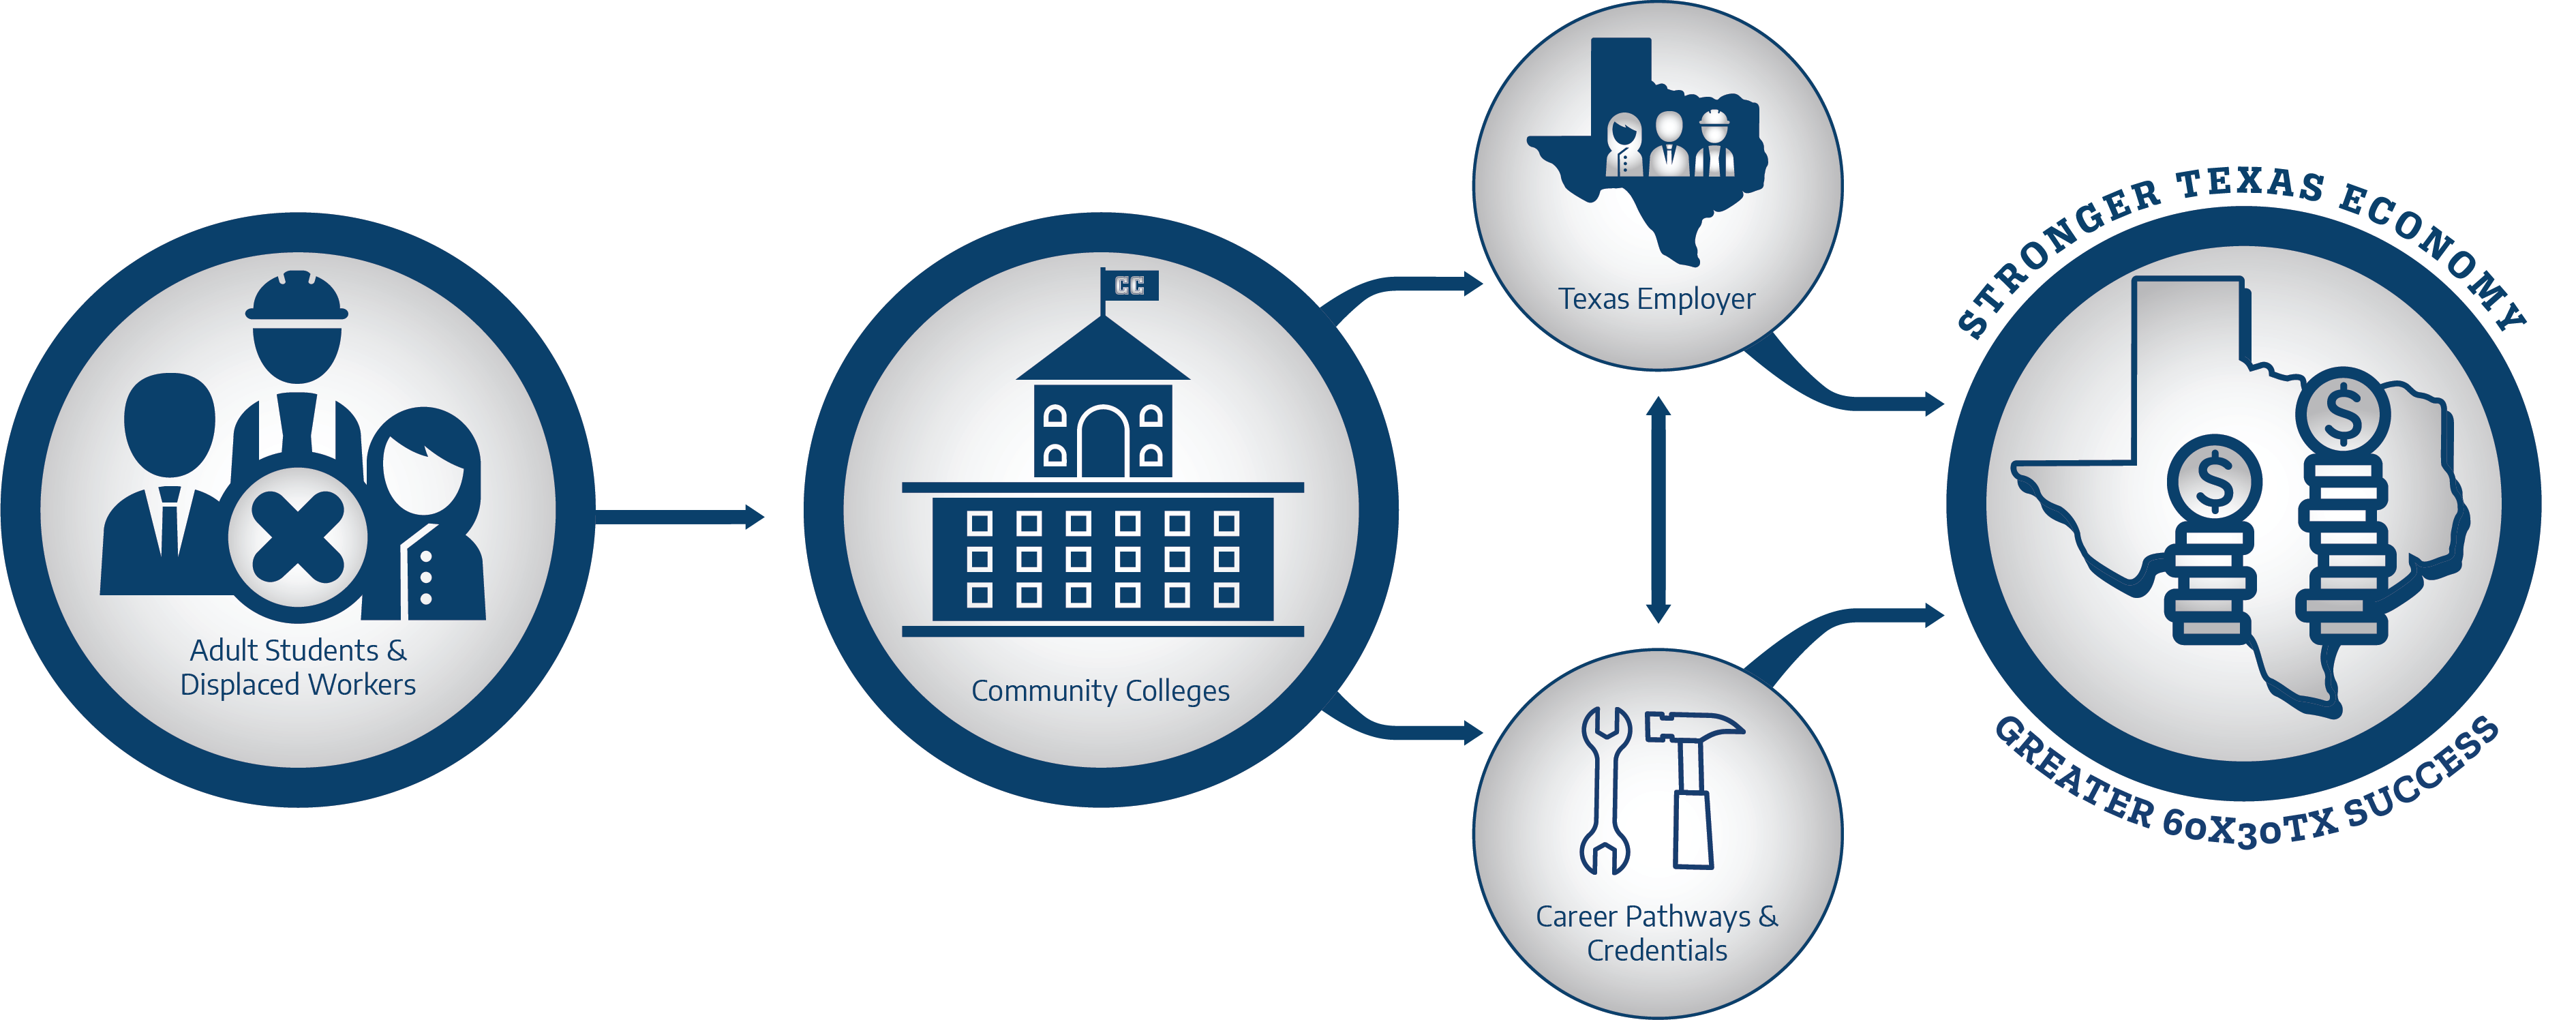 Adult Students &
Displaced Workers
CC
Community Colleges
Texas Employer
Career Pathways &
Credentials
STRONGER TEXAS ECONOMY
$
$
GREATER 60X30TX SUCCESS